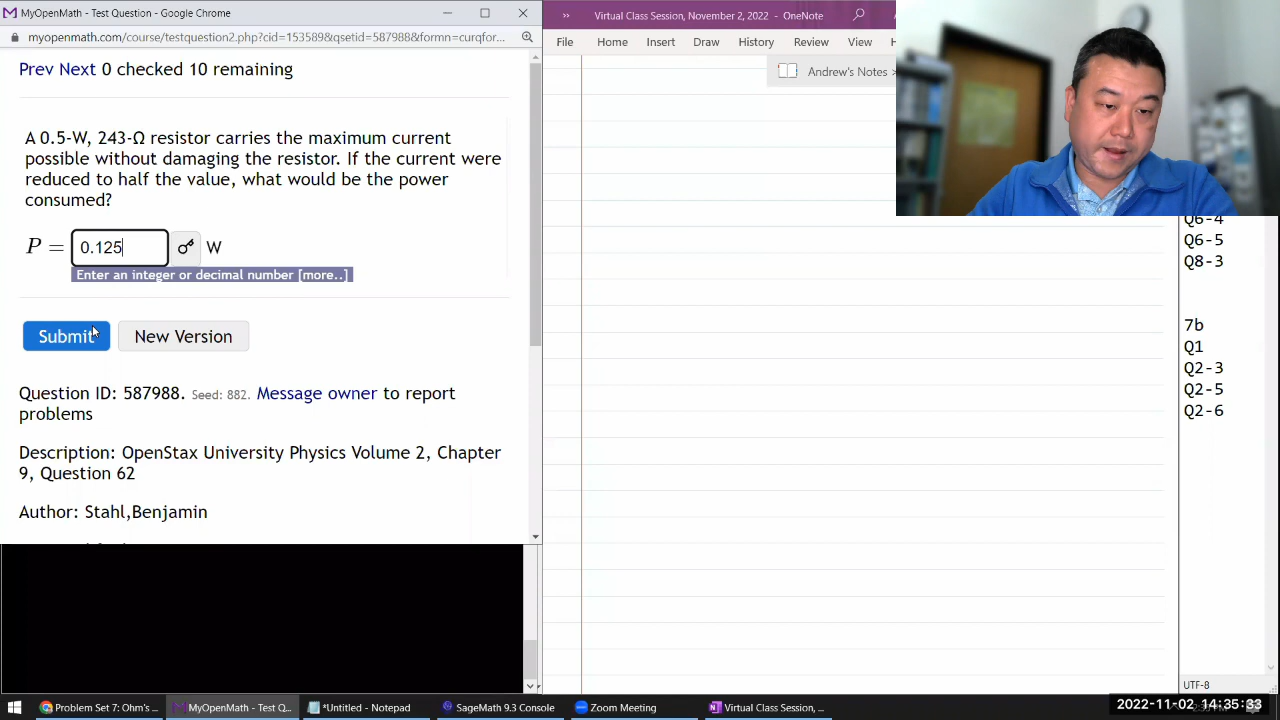 MyOpenMath - Test Question - Google Chrome
myopenmath.com/course/testquestion2.php?cid=153589&qsetid=587988&formn=curqfor...
Prev Next 0 checked 10 remaining
A 0.5-W, 243-Ω resistor carries the maximum current
possible without damaging the resistor. If the current were
reduced to half the value, what would be the power
consumed?
P = 0.125 W
Enter an integer or decimal number [more..]
Submit New Version
Question ID: 587988. Seed: 882. Message owner to report
problems
Description: OpenStax University Physics Volume 2, Chapter
9, Question 62
Author: Stahl,Benjamin
Virtual Class Session, November 2, 2022 - OneNote
File Home Insert Draw History Review View H
Andrew's Notes >
Q6-4
Q6-5
Q8-3
7b
Q1
Q2-3
Q2-5
Q2-6
UTF-8
Problem Set 7: Ohm's ... MyOpenMath - Test Q... *Untitled - Notepad SageMath 9.3 Console Zoom Meeting Virtual Class Session, ...
2022-11-02 14:35:33